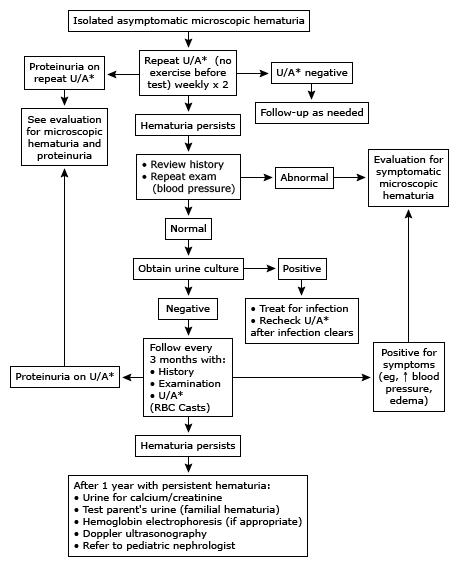 Isolated asymptomatic microscopic hematuria
Proteinuria on
repeat U/A*
Repeat U/A* (no
exercise before
test) weekly x 2
U/A* negative
Follow-up as needed
See evaluation
for microscopic
hematuria and
proteinuria
Hematuria persists
• Review history
• Repeat exam
(blood pressure)
Abnormal
Evaluation for
symptomatic
microscopic
hematuria
Normal
Obtain urine culture
Positive
Negative
• Treat for infection
• Recheck U/A*
after infection clears
Follow every
3 months with:
• History
• Examination
• U/A*
(RBC Casts)
Proteinuria on U/A*
Positive for
symptoms
(eg, ↑ blood
pressure,
edema)
Hematuria persists
After 1 year with persistent hematuria:
• Urine for calcium/creatinine
• Test parent's urine (familial hematuria)
• Hemoglobin electrophoresis (if appropriate)
• Doppler ultrasonography
• Refer to pediatric nephrologist